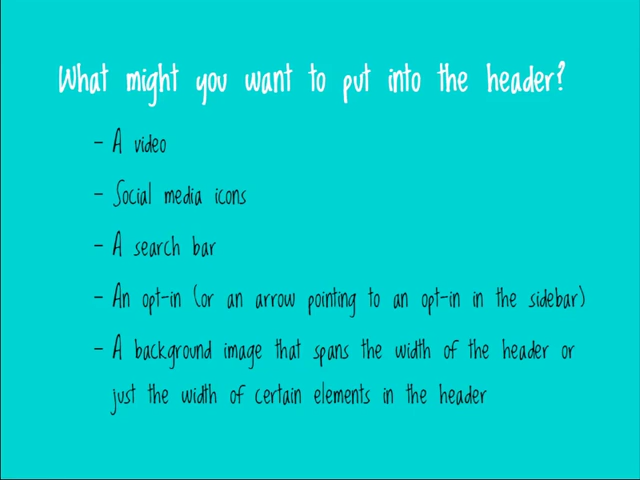 What might you want to put into the header?
- A video
- Social media icons
- A search bar
- An opt-in (or an arrow pointing to an opt-in in the sidebar)
- A background image that spans the width of the header or
just the width of certain elements in the header